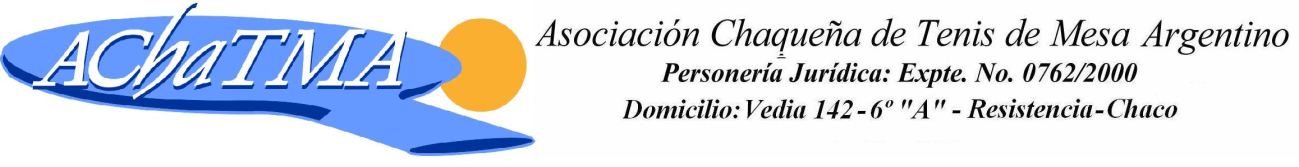 AChaTMA
Asociación Chaqueña de Tenis de Mesa Argentino
Personería Jurídica: Expte. No. 0762/2000
Domicilio: Vedia 142 - 6º "A" - Resistencia-Chaco